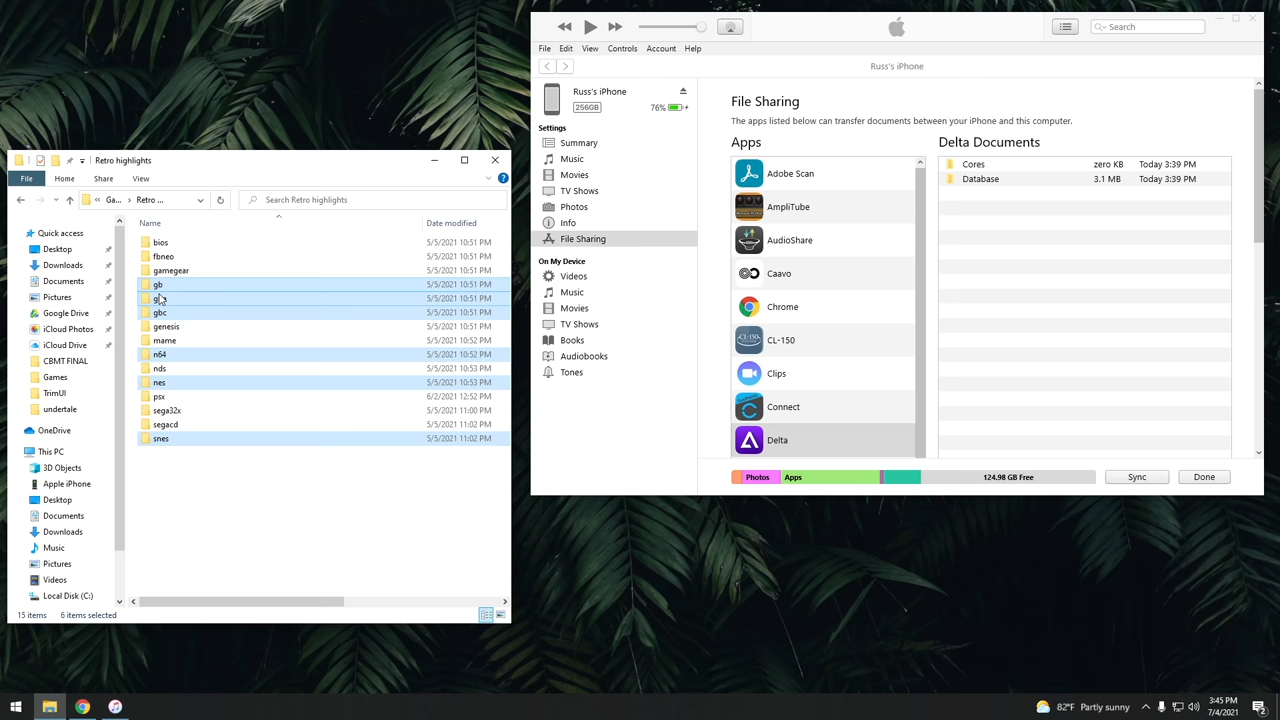 Search
File Edit View Controls Account Help
Russ's iPhone
Russ's iPhone
256GB
76%
Settings
Summary
Music
Movies
TV Shows
Photos
Info
File Sharing
On My Device
Videos
Music
Movies
TV Shows
Books
Audiobooks
Tones
File Sharing
The apps listed below can transfer documents between your iPhone and this computer.
Apps
Adobe Scan
AmpliTube
AudioShare
Caavo
Chrome
CL-150
CL-150
Clips
Connect
Delta
Delta Documents
Cores zero KB Today 3:39 PM
Database 3.1 MB Today 3:39 PM
Photos Apps 124.98 GB Free Sync Done
Retro highlights
File Home Share View
« Ga... › Retro ...
Search Retro highlights
Quick access
Desktop
Downloads
Documents
Pictures
Google Drive
iCloud Photos
iCloud Drive
CBMT FINAL
Games
TrimUI
undertale
OneDrive
This PC
3D Objects
Apple iPhone
Desktop
Documents
Downloads
Music
Pictures
Videos
Local Disk (C:)
Name Date modified
bios 5/5/2021 10:51 PM
fbneo 5/5/2021 10:51 PM
gamegear 5/5/2021 10:51 PM
gb 5/5/2021 10:51 PM
5/5/2021 10:51 PM
gbc 5/5/2021 10:51 PM
genesis 5/5/2021 10:51 PM
mame 5/5/2021 10:52 PM
n64 5/5/2021 10:52 PM
nds 5/5/2021 10:53 PM
nes 5/5/2021 10:53 PM
psx 6/2/2021 12:52 PM
sega32x 5/5/2021 11:00 PM
segacd 5/5/2021 11:02 PM
snes 5/5/2021 11:02 PM
15 items 6 items selected
82°F Partly sunny
3:45 PM
7/4/2021
2